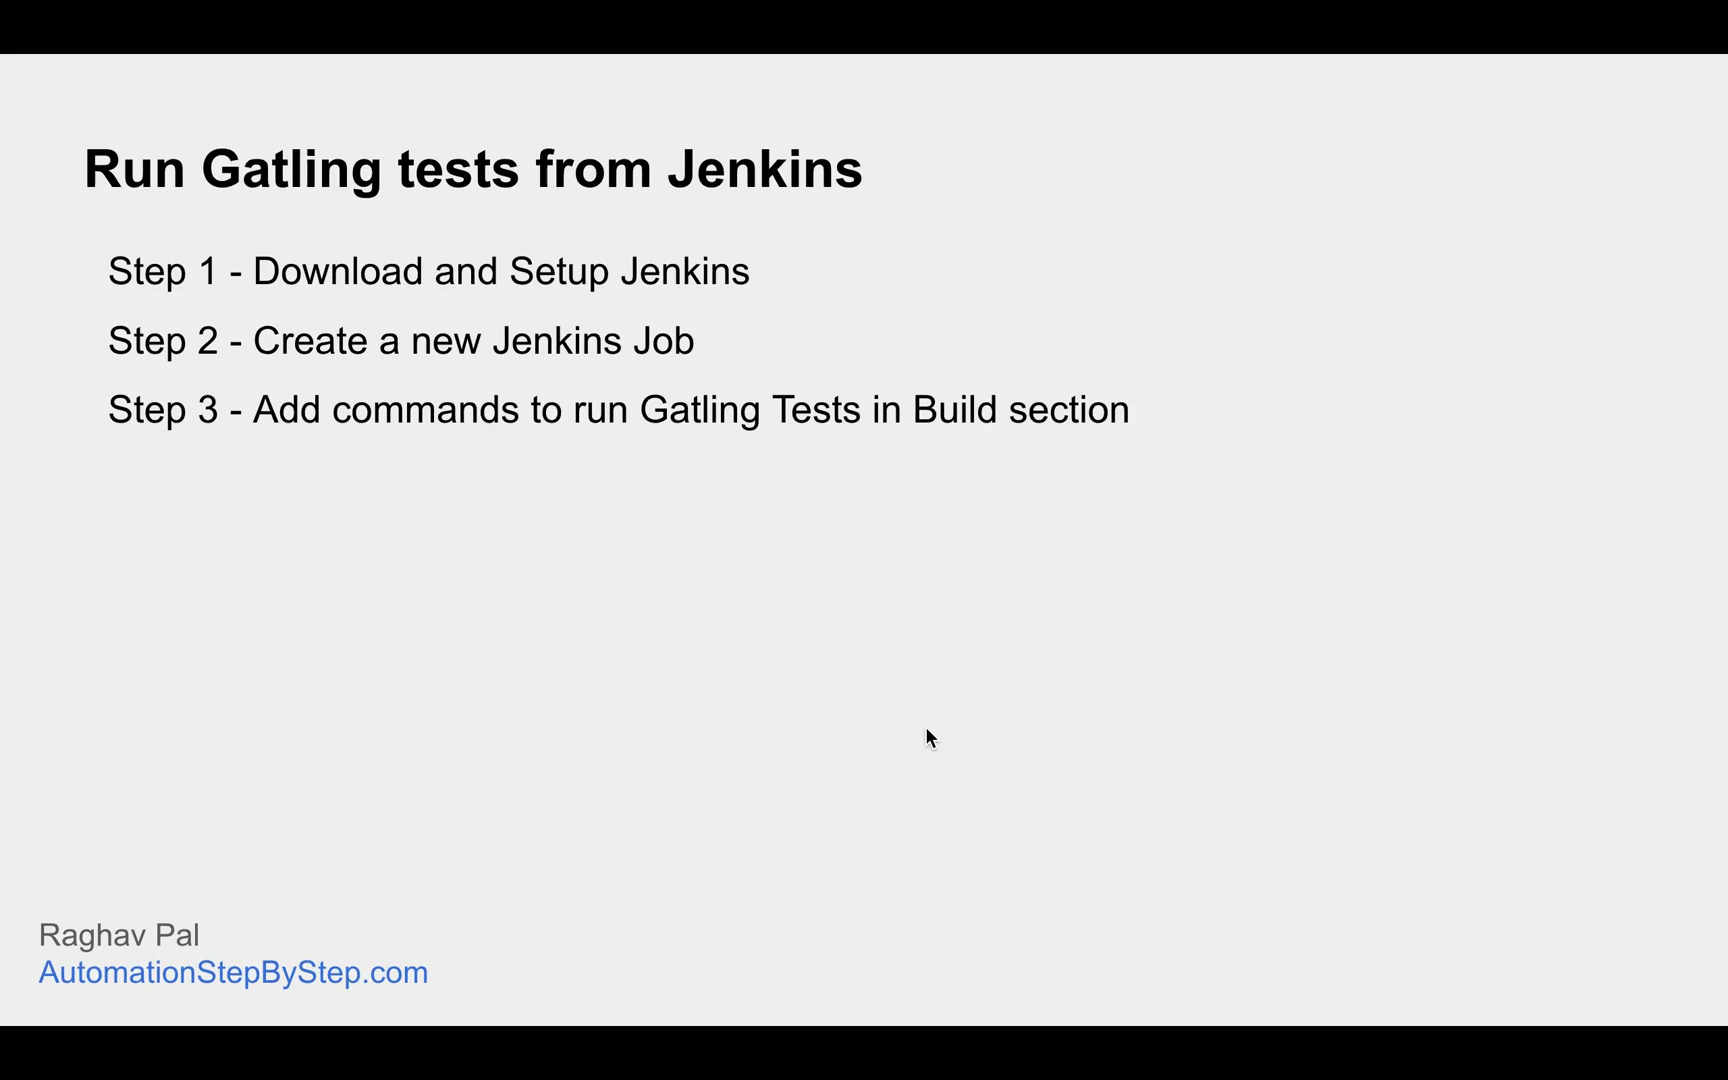 Run Gatling tests from Jenkins
Step 1 - Download and Setup Jenkins
Step 2 - Create a new Jenkins Job
Step 3 - Add commands to run Gatling Tests in Build section
Raghav Pal
AutomationStepByStep.com